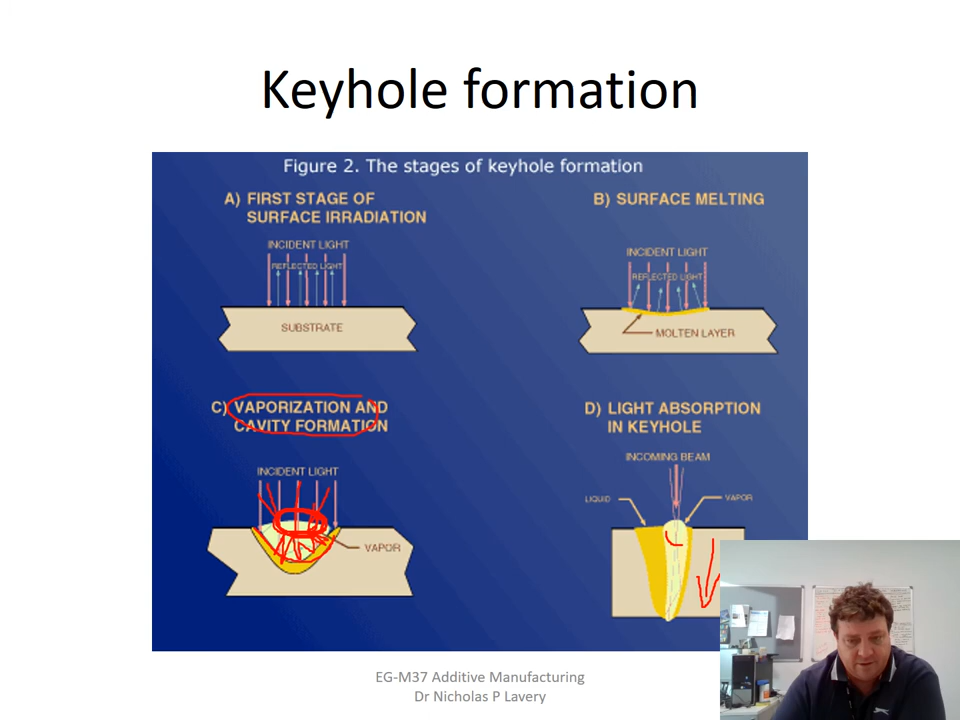 Keyhole formation
Figure 2. The stages of keyhole formation
A) FIRST STAGE OF
SURFACE IRRADIATION
INCIDENT LIGHT
REFLECTED LIGHT
SUBSTRATE
B) SURFACE MELTING
INCIDENT LIGHT
REFLECTED LIGHT
MOLTEN LAYER
C) VAPORIZATION AND
CAVITY FORMATION
INCIDENT LIGHT
VAPOR
D) LIGHT ABSORPTION
IN KEYHOLE
INCOMING BEAM
LIQUID
VAPOR
EG-M37 Additive Manufacturing
Dr Nicholas P Lavery